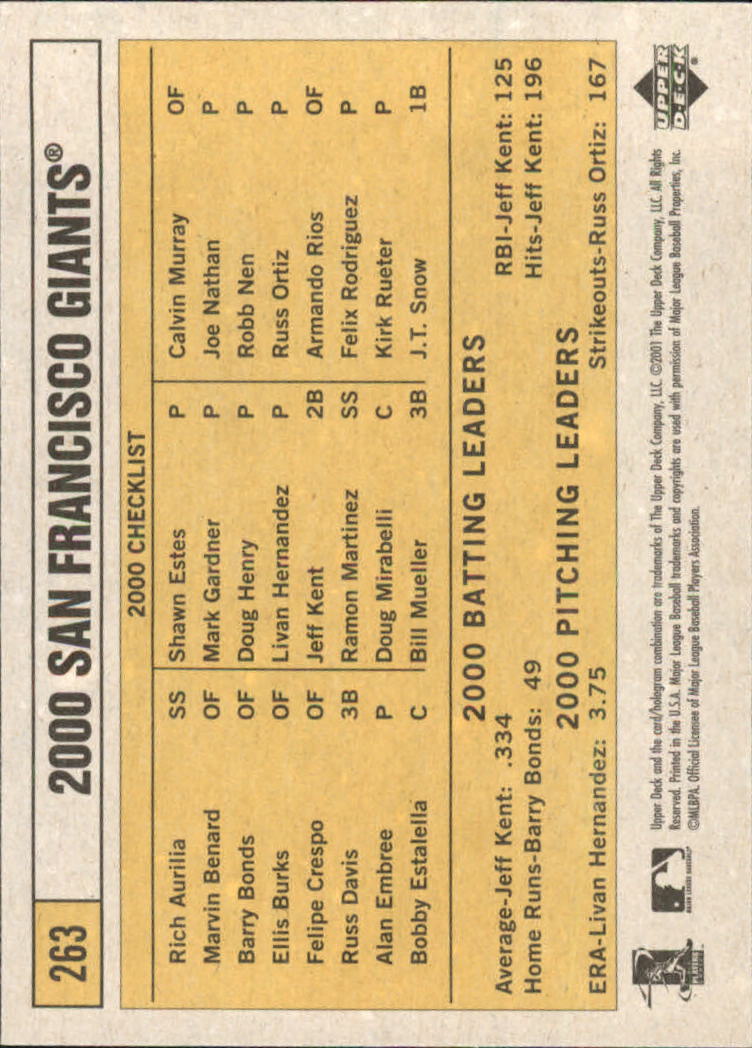 263
2000 SAN FRANCISCO GIANTS®
2000 CHECKLIST
Rich Aurilia SS
Marvin Benard OF
Barry Bonds OF
Ellis Burks OF
Felipe Crespo OF
Russ Davis 3B
Alan Embree P
Bobby Estalella C
Shawn Estes P
Mark Gardner P
Doug Henry P
Livan Hernandez P
Jeff Kent 2B
Ramon Martinez SS
Doug Mirabelli C
Bill Mueller 3B
Calvin Murray OF
Joe Nathan P
Robb Nen P
Russ Ortiz P
Armando Rios OF
Felix Rodriguez P
Kirk Rueter P
J.T. Snow 1B
2000 BATTING LEADERS
Average-Jeff Kent: .334 RBI-Jeff Kent: 125
Home Runs-Barry Bonds: 49 Hits-Jeff Kent: 196
2000 PITCHING LEADERS
ERA-Livan Hernandez: 3.75 Strikeouts-Russ Ortiz: 167
PLAYERS
MAJOR LEAGUE BASEBALL
Upper Deck and the card/hologram combination are trademarks of The Upper Deck Company, LLC. ©2001 The Upper Deck Company, LLC. All Rights
Reserved. Printed in the U.S.A. Major League Baseball trademarks and copyrights are used with permission of Major League Baseball Properties, Inc.
©MLBPA. Official Licensee of Major League Baseball Players Association.
UPPER
DECK®